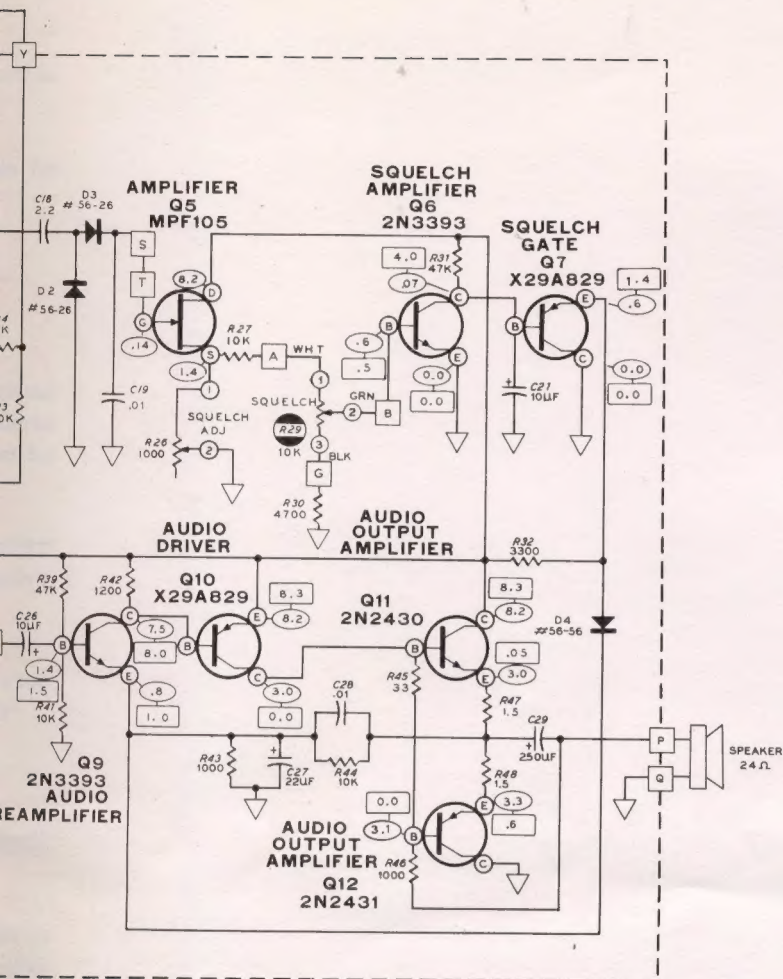 Y
AMPLIFIER
Q5
MPF105
SQUELCH
AMPLIFIER
Q6
2N3393
SQUELCH
GATE
Q7
X29A829
C18
2.2
D3
# 56-26
S
T
D2
#56-26
8.2
D
G
.14
S
1.4
1
R27
10K
A
WHT
C19
.01
R26
1000
SQUELCH
ADJ
2
SQUELCH
1
R29
10K
2
GRN
B
3
BLK
G
R30
4700
4.0
.07
R31
47K
C
B
.6
.5
E
0.0
0.0
B
E
1.4
.6
C
0.0
0.0
C21
10UF
+
K
AUDIO
DRIVER
Q10
X29A829
AUDIO
OUTPUT
AMPLIFIER
Q11
2N2430
R32
3300
D4
#56-56
R39
47K
R42
1200
C26
10UF
+
B
1.4
1.5
R41
10K
C
7.5
8.0
E
.8
1.0
B
E
8.3
8.2
C
3.0
0.0
B
C
8.3
8.2
E
.05
3.0
R45
33
R47
1.5
C28
.01
R44
10K
C29
+
250UF
P
Q
SPEAKER
24Ω
R43
1000
+
C27
22UF
R48
1.5
0.0
3.1
B
E
3.3
.6
C
R46
1000
Q9
2N3393
AUDIO
REAMPLIFIER
AUDIO
OUTPUT
AMPLIFIER
Q12
2N2431